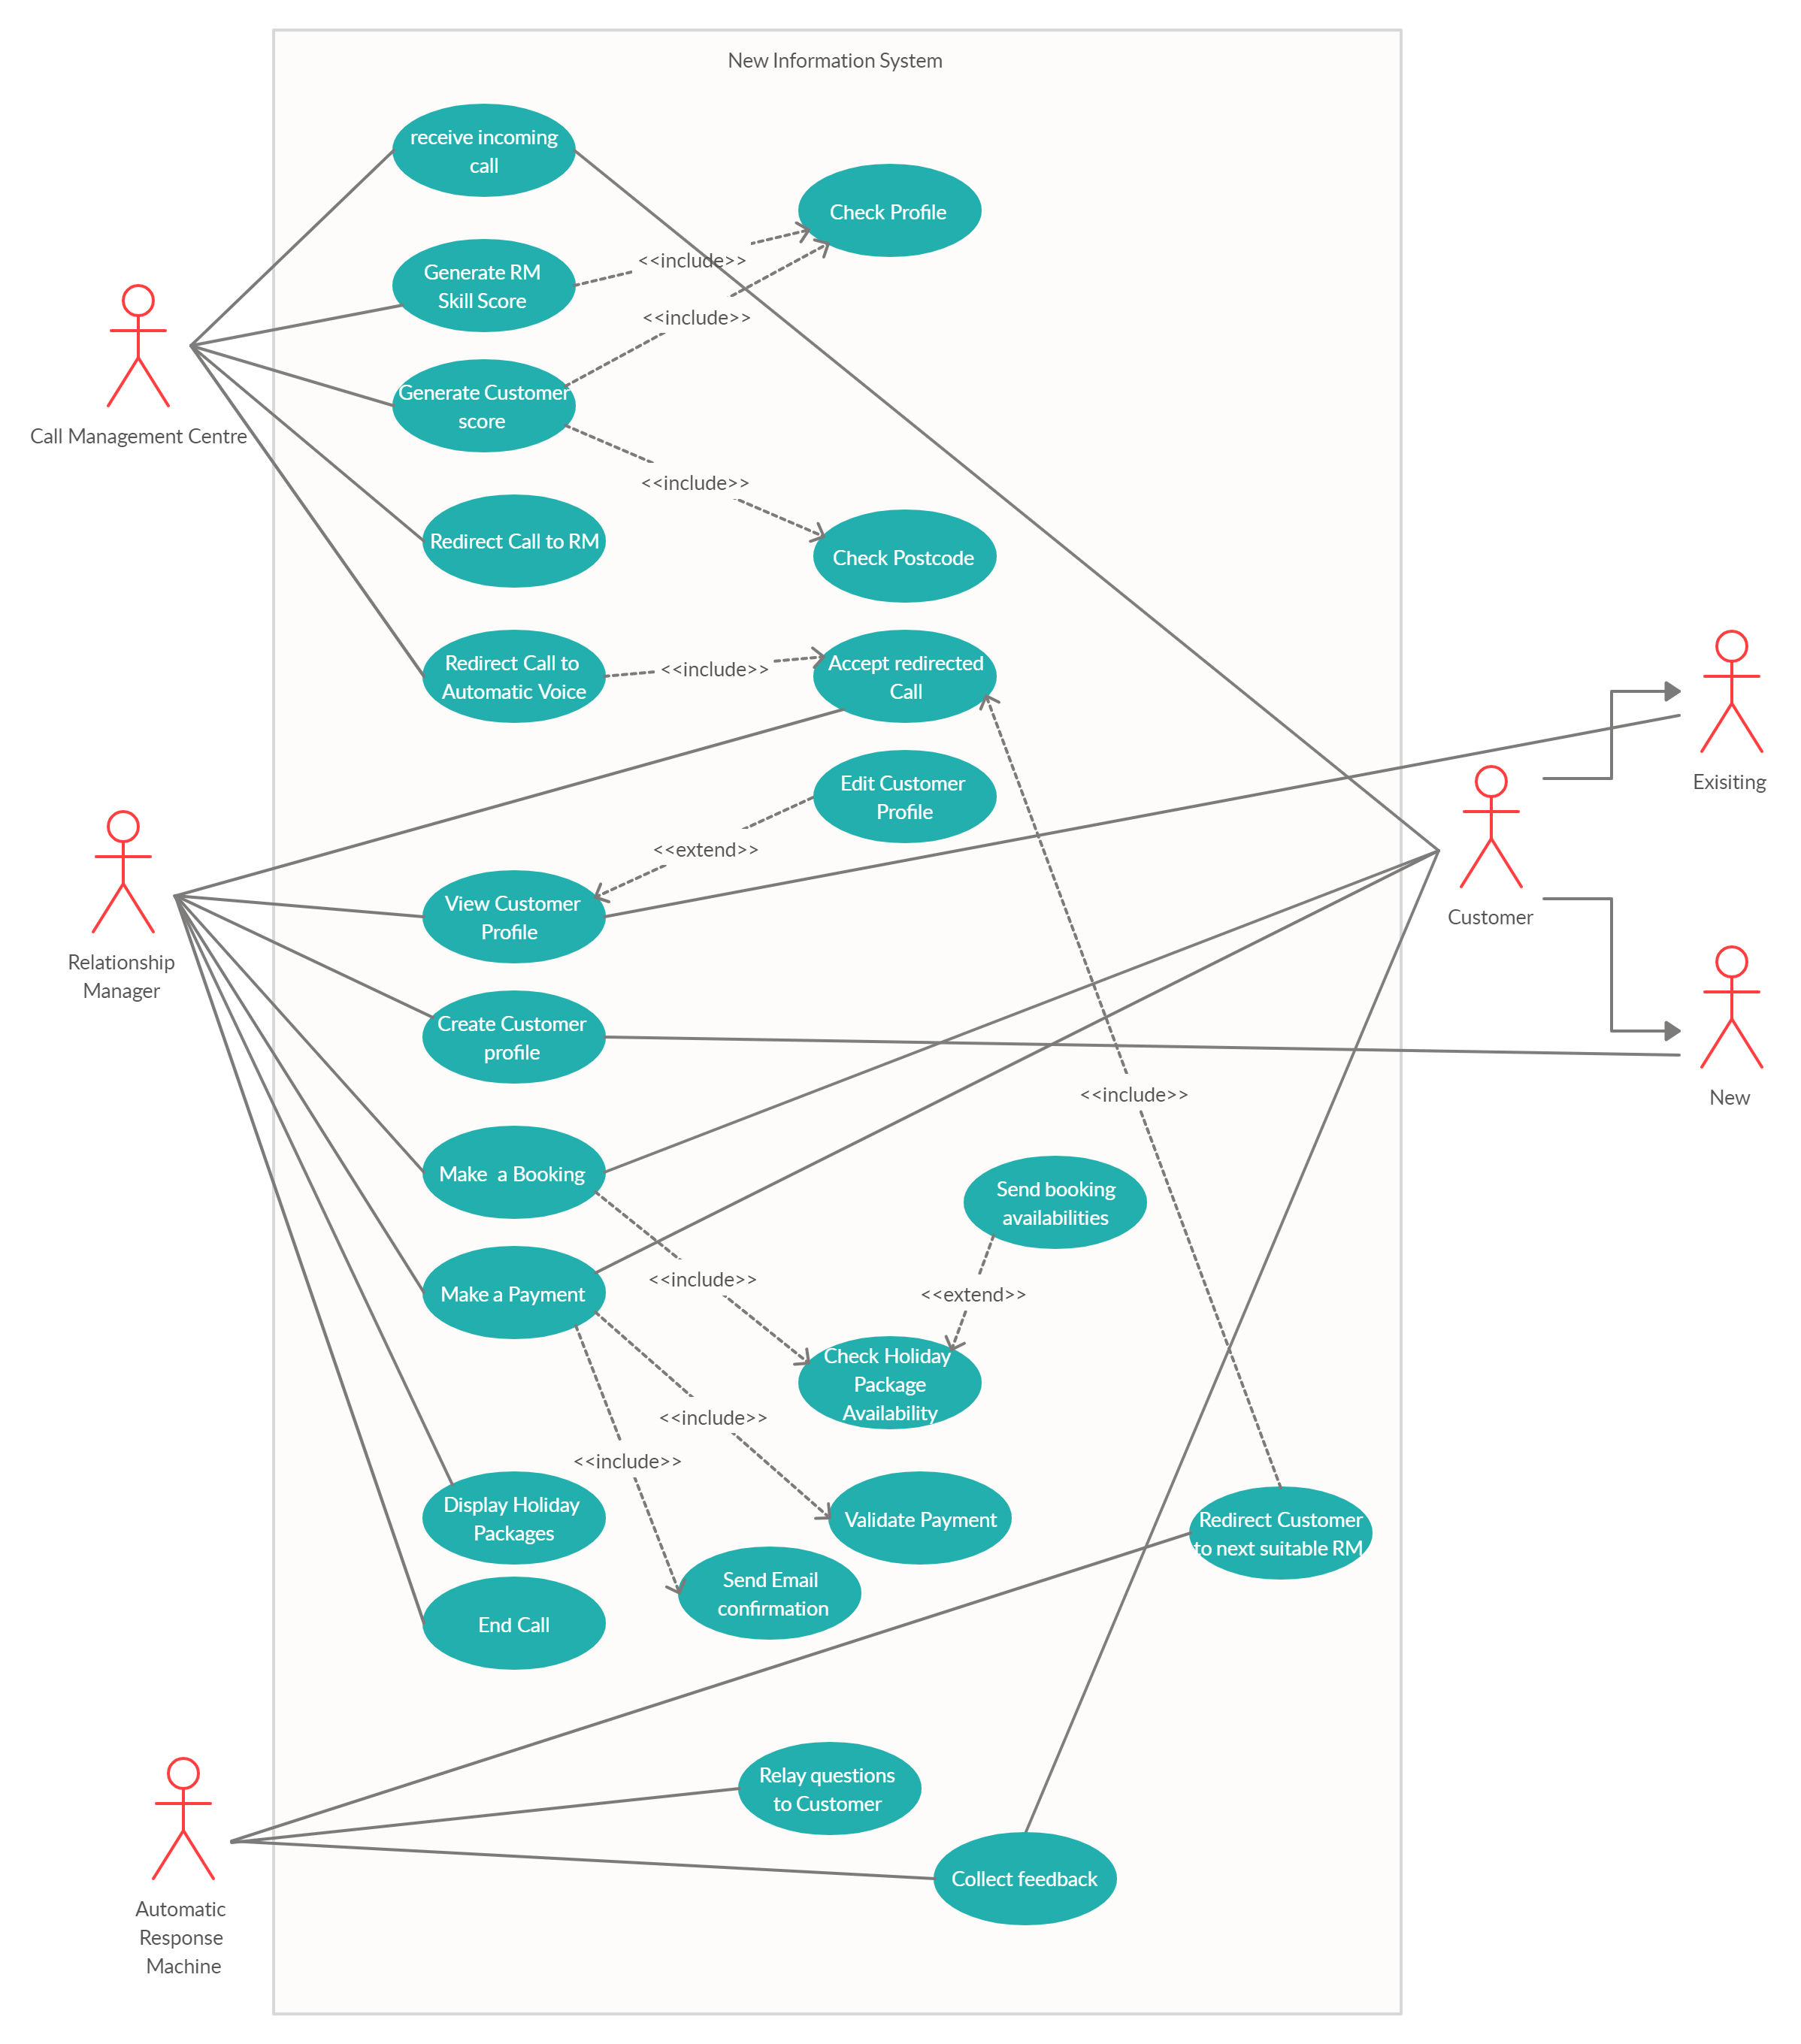 New Information System
receive incoming
call
Check Profile
<<include>>
Generate RM
Skill Score
<<include>>
Generate Customer
score
Call Management Centre
<<include>>
Redirect Call to RM
Check Postcode
Redirect Call to
Automatic Voice
<<include>>
Accept redirected
Call
Edit Customer
Profile
Exisiting
<<extend>>
View Customer
Profile
Customer
Relationship
Manager
Create Customer
profile
<<include>>
New
Make  a Booking
Send booking
availabilities
<<include>>
Make a Payment
<<extend>>
Check Holiday
Package
Availability
<<include>>
<<include>>
Display Holiday
Packages
Validate Payment
Redirect Customer
to next suitable RM
Send Email
confirmation
End Call
Relay questions
to Customer
Collect feedback
Automatic
Response
Machine